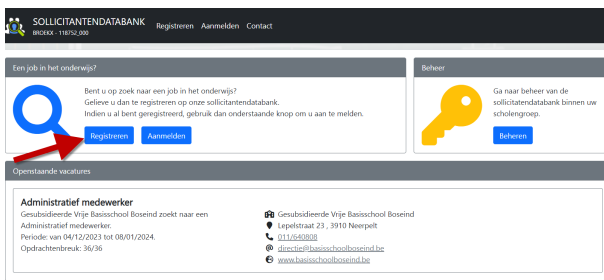 SOLLICITANTENDATABANK
BROEKX - 118752_000
Registreren Aanmelden Contact
Een job in het onderwijs?
Bent u op zoek naar een job in het onderwijs?
Gelieve u dan te registreren op onze sollicitantendatabank.
Indien u al bent geregistreerd, gebruik dan onderstaande knop om u aan te melden.
Registreren Aanmelden
Beheer
Ga naar beheer van de
sollicitantendatabank binnen uw
scholengroep.
Beheren
Openstaande vacatures
Administratief medewerker
Gesubsidieerde Vrije Basisschool Boseind zoekt naar een
Administratief medewerker.
Periode: van 04/12/2023 tot 08/01/2024.
Opdrachtenbreuk: 36/36
Gesubsidieerde Vrije Basisschool Boseind
Lepelstraat 23 , 3910 Neerpelt
011/640808
directie@basisschoolboseind.be
www.basisschoolboseind.be